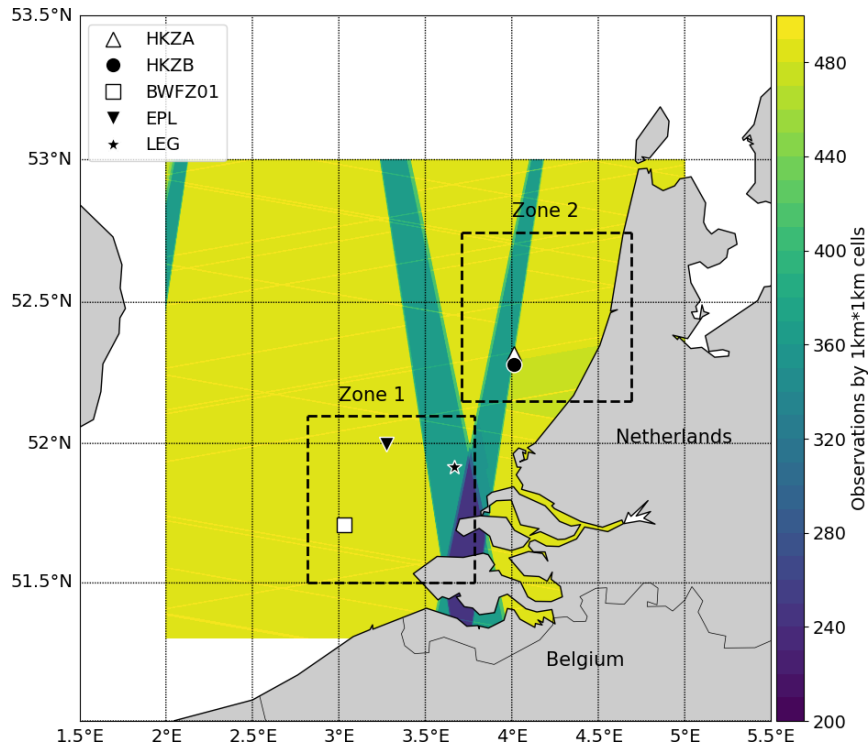 53.5°N
53°N
52.5°N
52°N
51.5°N
51°N
1.5°E
2°E
2.5°E
3°E
3.5°E
4°E
4.5°E
5°E
5.5°E
HKZA
HKZB
BWFZ01
EPL
LEG
Zone 2
Zone 1
Netherlands
Belgium
480
440
400
360
320
280
240
200
Observations by 1km*1km cells